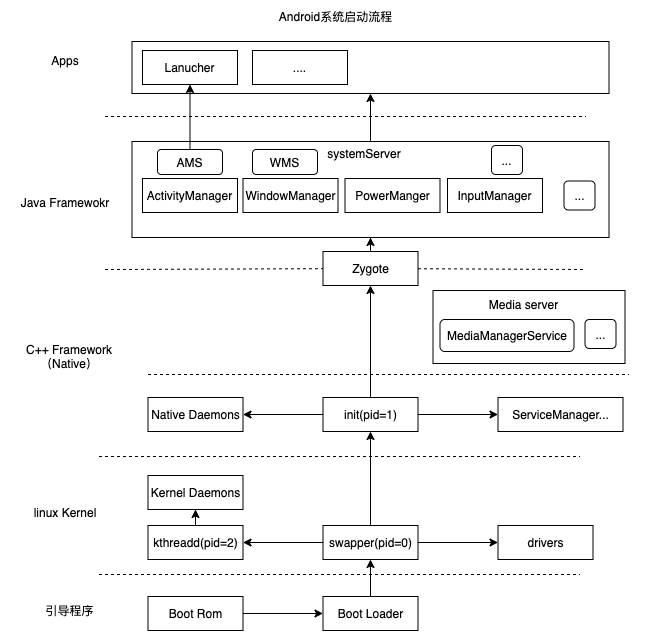 Android系统启动流程
Apps
Lanucher
....
systemServer
AMS
WMS
...
ActivityManager
WindowManager
PowerManger
InputManager
...
Java Framewokr
Zygote
Media server
MediaManagerService
...
C++ Framework
(Native)
Native Daemons
init(pid=1)
ServiceManager...
Kernel Daemons
linux Kernel
kthreadd(pid=2)
swapper(pid=0)
drivers
引导程序
Boot Rom
Boot Loader